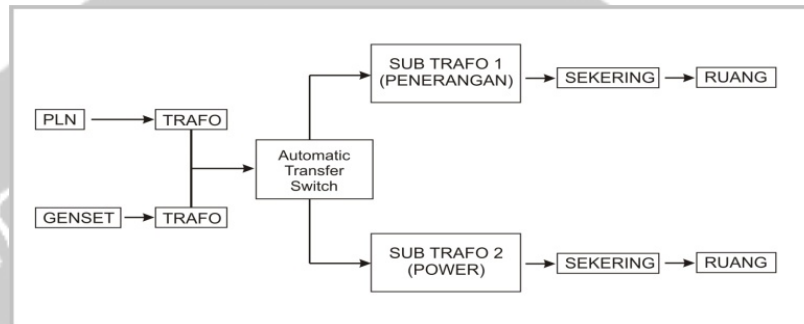 PLN
TRAFO
GENSET
TRAFO
Automatic
Transfer
Switch
SUB TRAFO 1
(PENERANGAN)
SEKERING
RUANG
SUB TRAFO 2
(POWER)
SEKERING
RUANG